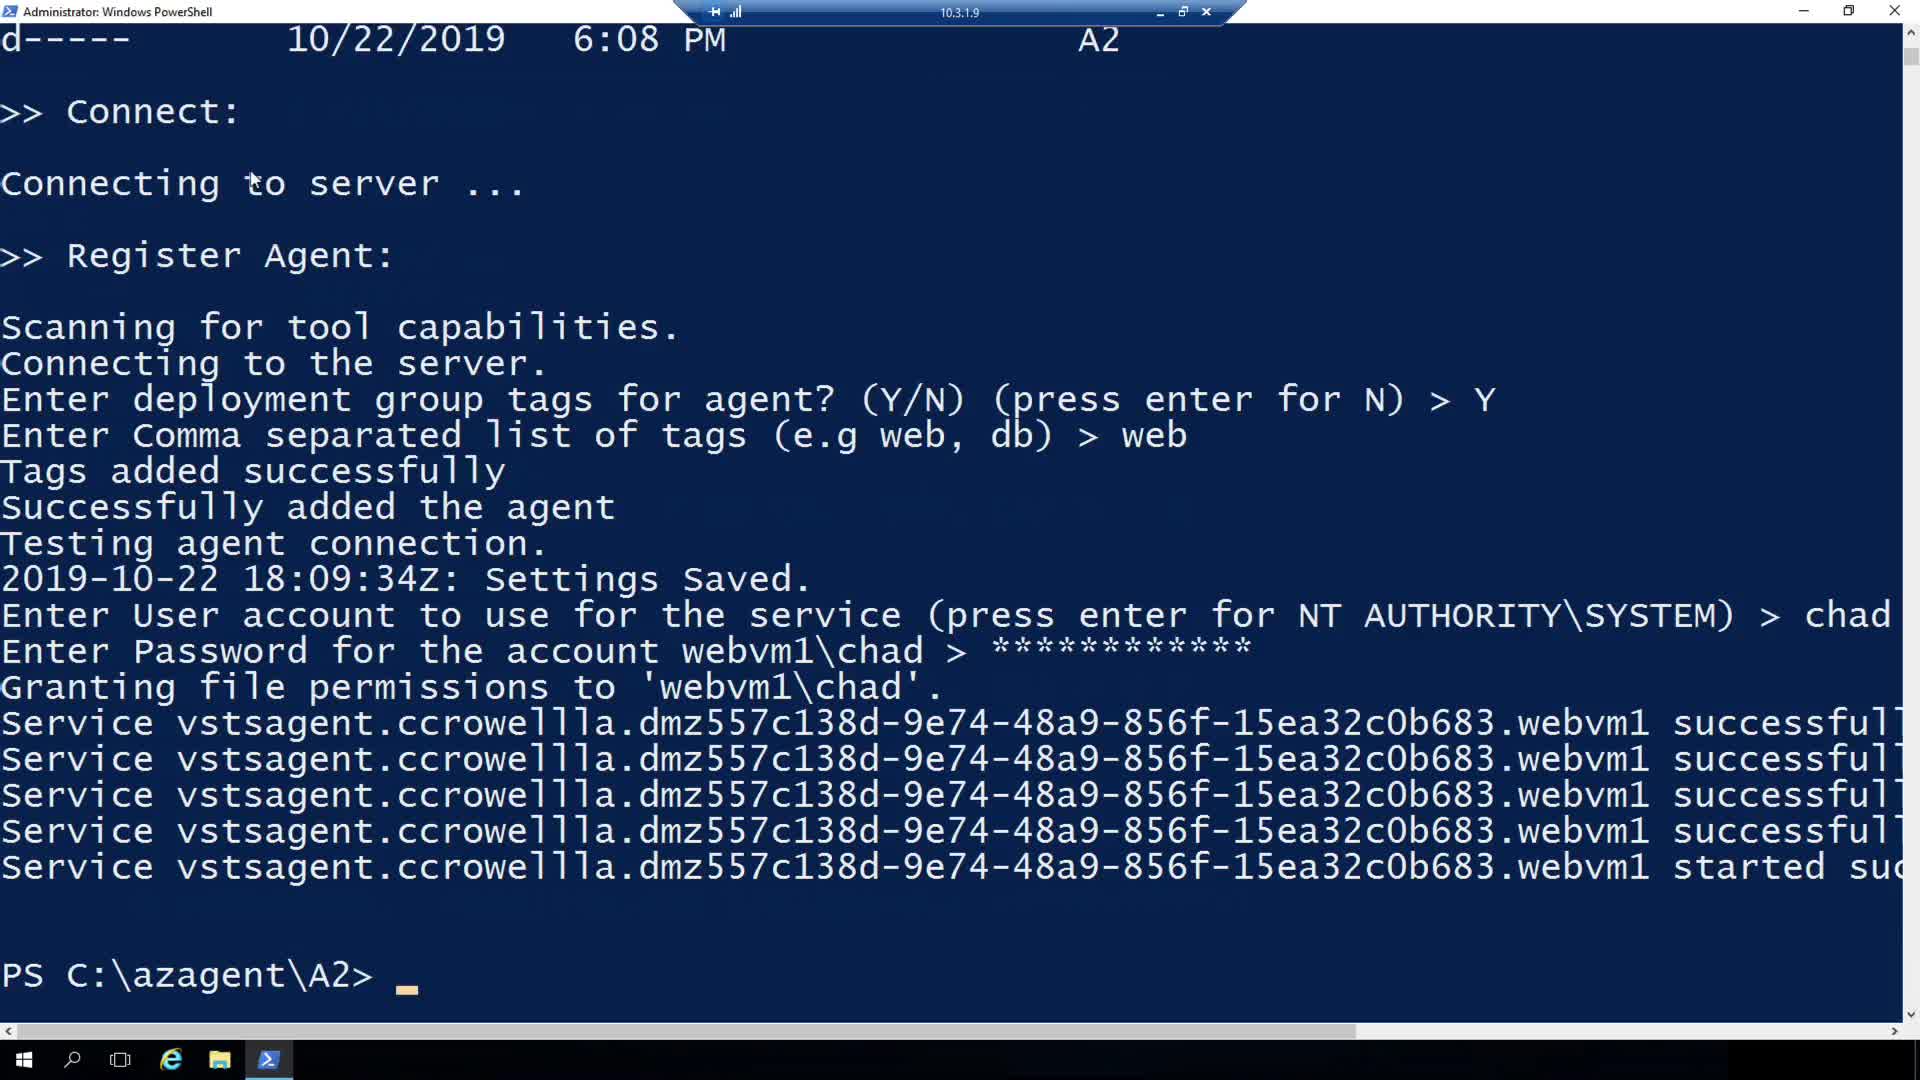 Administrator: Windows PowerShell
10.3.1.9
d----- 10/22/2019 6:08 PM A2
>> Connect:
Connecting to server ...
>> Register Agent:
Scanning for tool capabilities.
Connecting to the server.
Enter deployment group tags for agent? (Y/N) (press enter for N) > Y
Enter Comma separated list of tags (e.g web, db) > web
Tags added successfully
Successfully added the agent
Testing agent connection.
2019-10-22 18:09:34Z: Settings Saved.
Enter User account to use for the service (press enter for NT AUTHORITY\SYSTEM) > chad
Enter Password for the account webvm1\chad > ************
Granting file permissions to 'webvm1\chad'.
Service vstsagent.ccrowellla.dmz557c138d-9e74-48a9-856f-15ea32c0b683.webvm1 successfull
Service vstsagent.ccrowellla.dmz557c138d-9e74-48a9-856f-15ea32c0b683.webvm1 successfull
Service vstsagent.ccrowellla.dmz557c138d-9e74-48a9-856f-15ea32c0b683.webvm1 successfull
Service vstsagent.ccrowellla.dmz557c138d-9e74-48a9-856f-15ea32c0b683.webvm1 successfull
Service vstsagent.ccrowellla.dmz557c138d-9e74-48a9-856f-15ea32c0b683.webvm1 started suc
PS C:\azagent\A2>